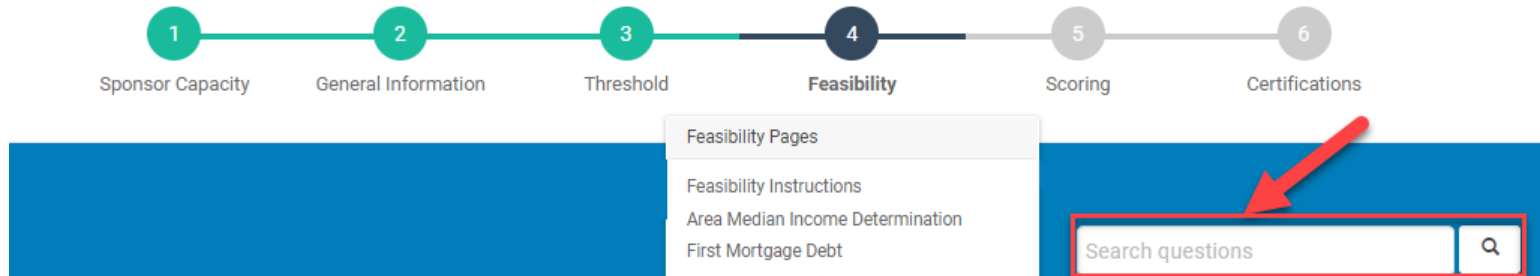 1 2 3 4 5 6
Sponsor Capacity General Information Threshold Feasibility Scoring Certifications
Feasibility Pages
Feasibility Instructions
Area Median Income Determination
First Mortgage Debt
Search questions